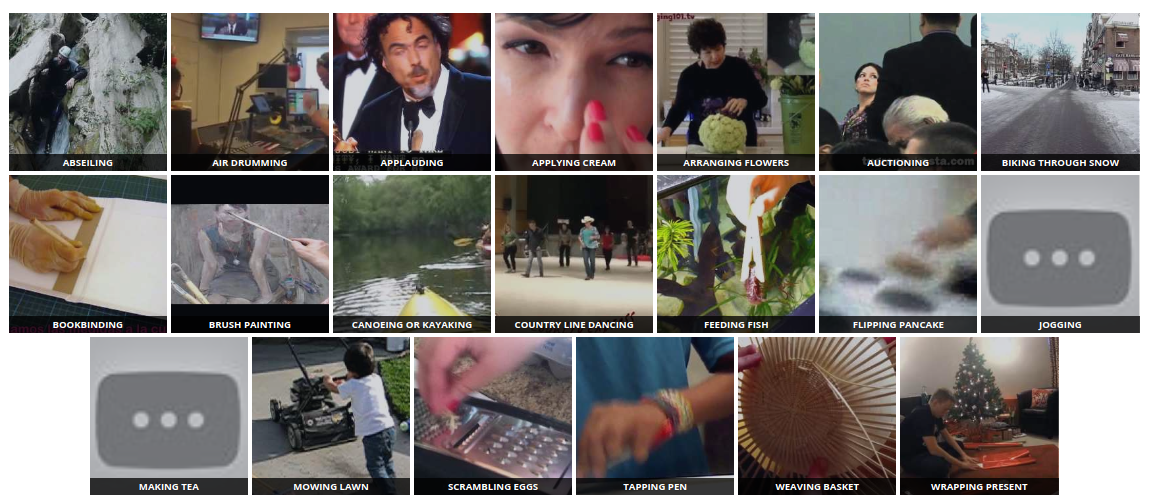 ging101.tv
ABSEILING
AIR DRUMMING
APPLAUDING
APPLYING CREAM
ARRANGING FLOWERS
AUCTIONING
BIKING THROUGH SNOW
BOOKBINDING
BRUSH PAINTING
CANOEING OR KAYAKING
COUNTRY LINE DANCING
FEEDING FISH
FLIPPING PANCAKE
JOGGING
MAKING TEA
MOWING LAWN
SCRAMBLING EGGS
TAPPING PEN
WEAVING BASKET
WRAPPING PRESENT